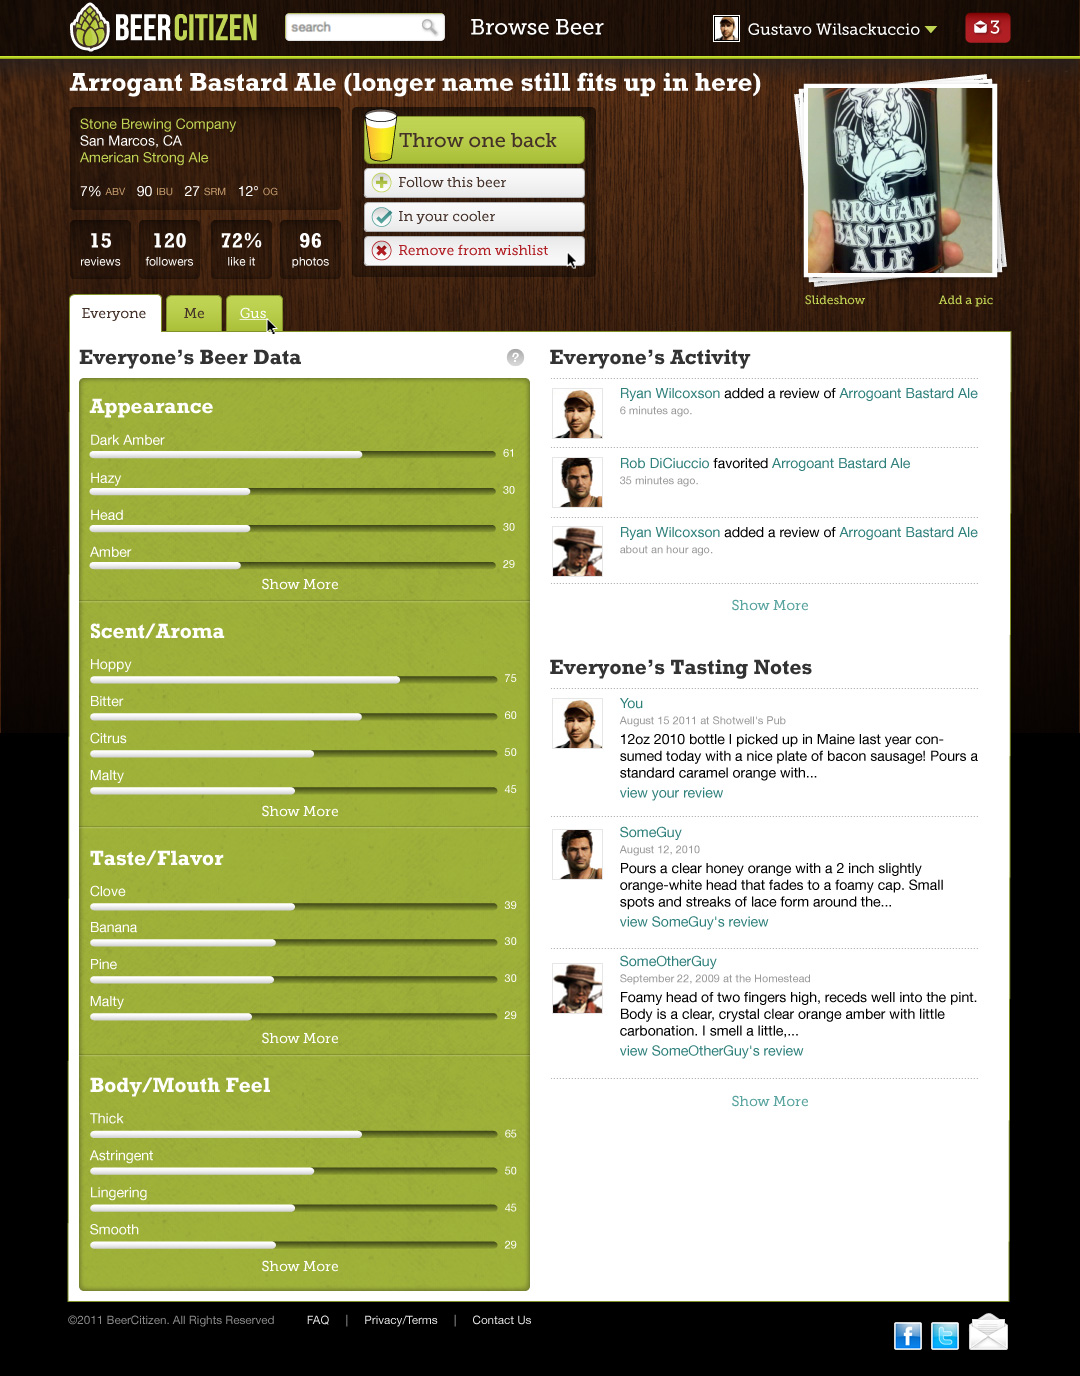 BEERCITIZEN
search
Browse Beer
Gustavo Wilsackuccio
3
Arrogant Bastard Ale (longer name still fits up in here)
Stone Brewing Company
San Marcos, CA
American Strong Ale
7% ABV 90 IBU 27 SRM 12° OG
15 reviews
120 followers
72% like it
96 photos
Throw one back
Follow this beer
In your cooler
Remove from wishlist
ARROGANT
BASTARD
ALE
Slideshow
Add a pic
Everyone
Me
Gus
Everyone's Beer Data
?
Appearance
Dark Amber
61
Hazy
30
Head
30
Amber
29
Show More
Scent/Aroma
Hoppy
75
Bitter
60
Citrus
50
Malty
45
Show More
Taste/Flavor
Clove
39
Banana
30
Pine
30
Malty
29
Show More
Body/Mouth Feel
Thick
65
Astringent
50
Lingering
45
Smooth
29
Show More
Everyone's Activity
Ryan Wilcoxson added a review of Arrogoant Bastard Ale
6 minutes ago.
Rob DiCiuccio favorited Arrogoant Bastard Ale
35 minutes ago.
Ryan Wilcoxson added a review of Arrogoant Bastard Ale
about an hour ago.
Show More
Everyone's Tasting Notes
You
August 15 2011 at Shotwell's Pub
12oz 2010 bottle I picked up in Maine last year con-
sumed today with a nice plate of bacon sausage! Pours a
standard caramel orange with...
view your review
SomeGuy
August 12, 2010
Pours a clear honey orange with a 2 inch slightly
orange-white head that fades to a foamy cap. Small
spots and streaks of lace form around the...
view SomeGuy's review
SomeOtherGuy
September 22, 2009 at the Homestead
Foamy head of two fingers high, receds well into the pint.
Body is a clear, crystal clear orange amber with little
carbonation. I smell a little,...
view SomeOtherGuy's review
Show More
©2011 BeerCitizen. All Rights Reserved
FAQ | Privacy/Terms | Contact Us
f
t